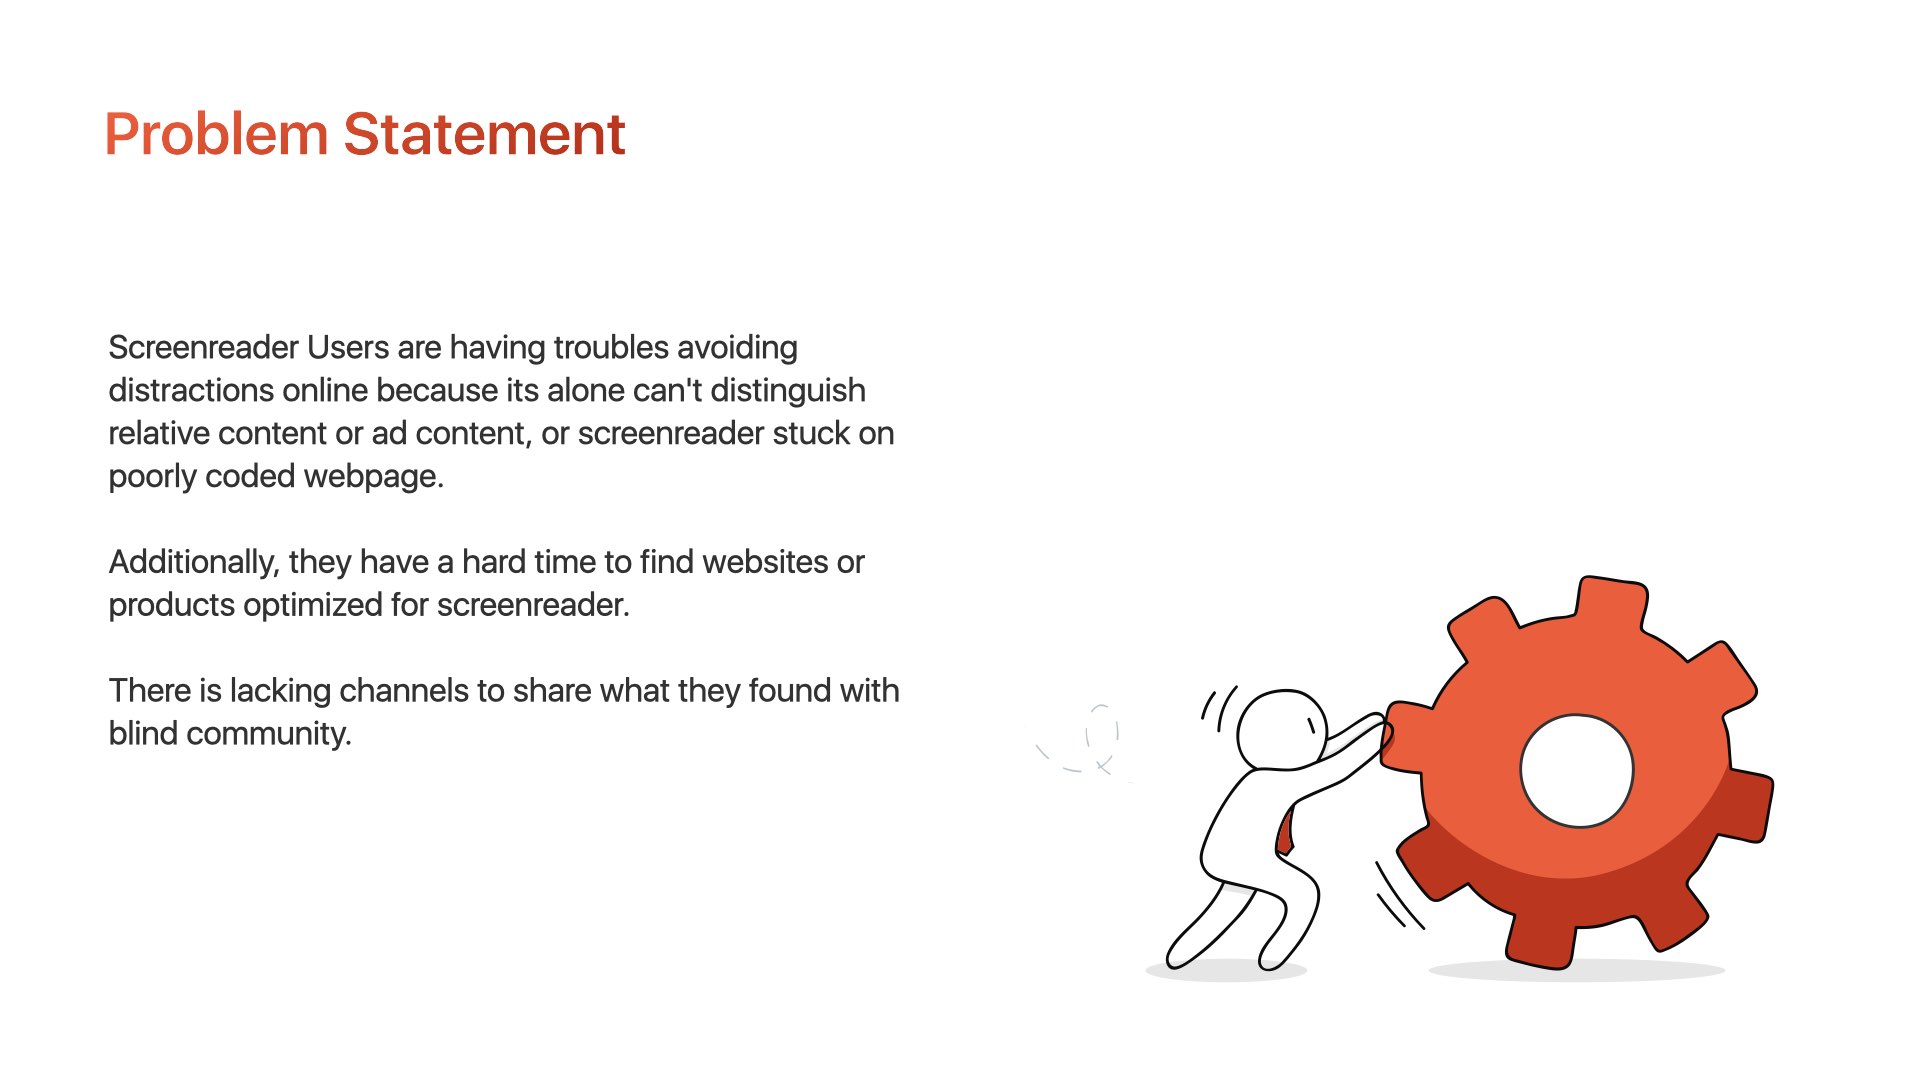 Problem Statement
Screenreader Users are having troubles avoiding
distractions online because its alone can't distinguish
relative content or ad content, or screenreader stuck on
poorly coded webpage.
Additionally, they have a hard time to find websites or
products optimized for screenreader.
There is lacking channels to share what they found with
blind community.